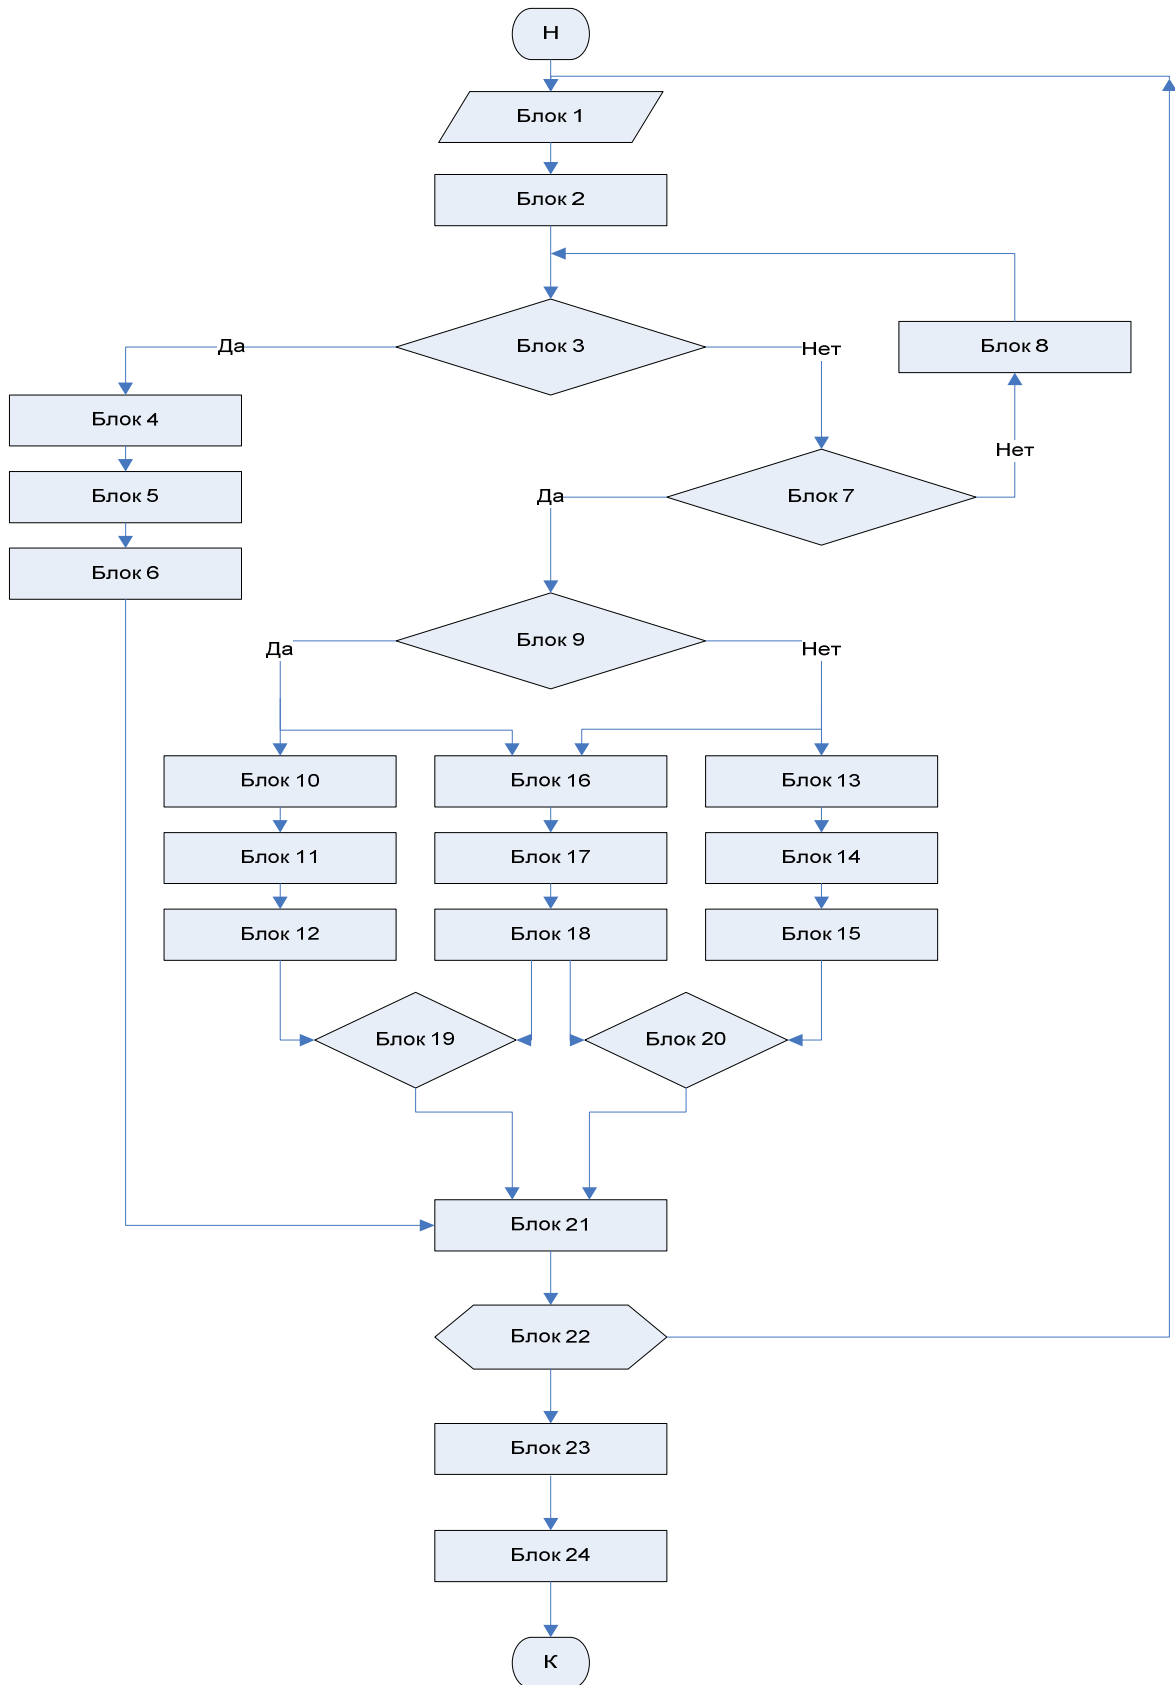 Н
Блок 1
Блок 2
Блок 3
Да
Нет
Блок 8
Блок 4
Нет
Блок 5
Да
Блок 7
Блок 6
Блок 9
Да
Нет
Блок 10
Блок 16
Блок 13
Блок 11
Блок 17
Блок 14
Блок 12
Блок 18
Блок 15
Блок 19
Блок 20
Блок 21
Блок 22
Блок 23
Блок 24
К